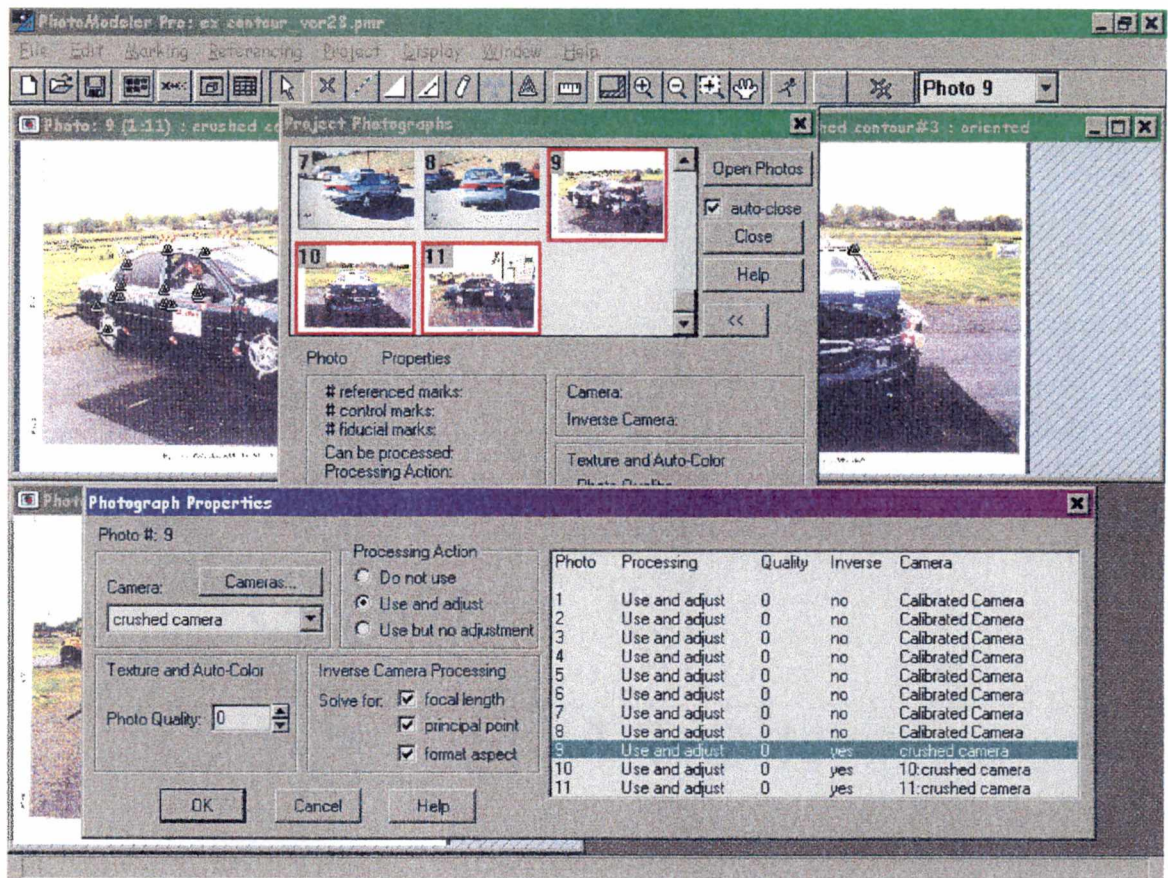 PhotoModeler Pro: ex contour_ver28.pmr
File Edit Marking Referencing Project Display Window Help
Photo 9
Photo: 9 (1:11) : crushed co
Project Photographs
hed contour#3 : oriented
7
8
9
10
11
Open Photos
auto-close
Close
Help
<<
Photo Properties
# referenced marks:
# control marks:
# fiducial marks:
Can be processed:
Processing Action:
Camera:
Inverse Camera:
Texture and Auto-Color
Photo Quality
Photo
Photograph Properties
Photo #: 9
Camera:
Cameras...
crushed camera
Processing Action
Do not use
Use and adjust
Use but no adjustment
Texture and Auto-Color
Photo Quality: 0
Inverse Camera Processing
Solve for: focal length
principal point
format aspect
OK Cancel Help
Photo Processing Quality Inverse Camera
1 Use and adjust 0 no Calibrated Camera
2 Use and adjust 0 no Calibrated Camera
3 Use and adjust 0 no Calibrated Camera
4 Use and adjust 0 no Calibrated Camera
5 Use and adjust 0 no Calibrated Camera
6 Use and adjust 0 no Calibrated Camera
7 Use and adjust 0 no Calibrated Camera
8 Use and adjust 0 no Calibrated Camera
9 Use and adjust 0 yes crushed camera
10 Use and adjust 0 yes 10:crushed camera
11 Use and adjust 0 yes 11:crushed camera